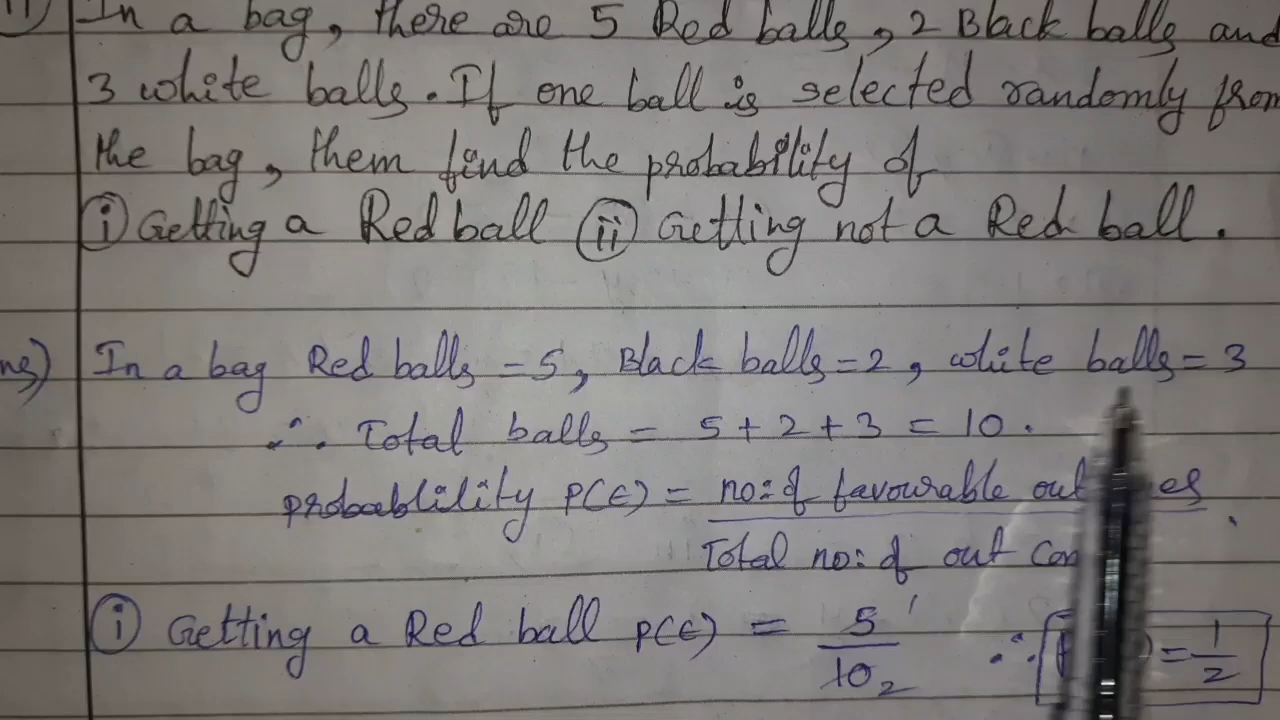 In a bag, there are 5 Red balls, 2 Black balls and
3 white balls. If one ball is selected randomly from
the bag, them find the probability of
(i) Getting a Red ball (ii) Getting not a Red ball.
In a bag Red balls = 5, Black balls = 2, white balls = 3
∴ Total balls = 5 + 2 + 3 = 10.
probablility P(E) = no: of favourable out
Total no: of out
(i) Getting a Red ball P(E) = 5 1 / 10 2 ∴ = 1/2